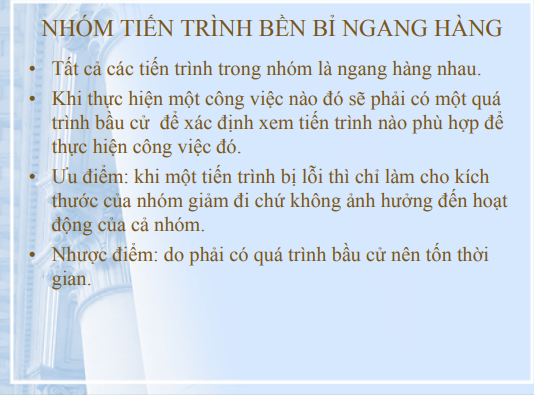 NHÓM TIẾN TRÌNH BỀN BỈ NGANG HÀNG
• Tất cả các tiến trình trong nhóm là ngang hàng nhau.
• Khi thực hiện một công việc nào đó sẽ phải có một quá
trình bầu cử để xác định xem tiến trình nào phù hợp để
thực hiện công việc đó.
• Ưu điểm: khi một tiến trình bị lỗi thì chỉ làm cho kích
thước của nhóm giảm đi chứ không ảnh hưởng đến hoạt
động của cả nhóm.
• Nhược điểm: do phải có quá trình bầu cử nên tốn thời
gian.